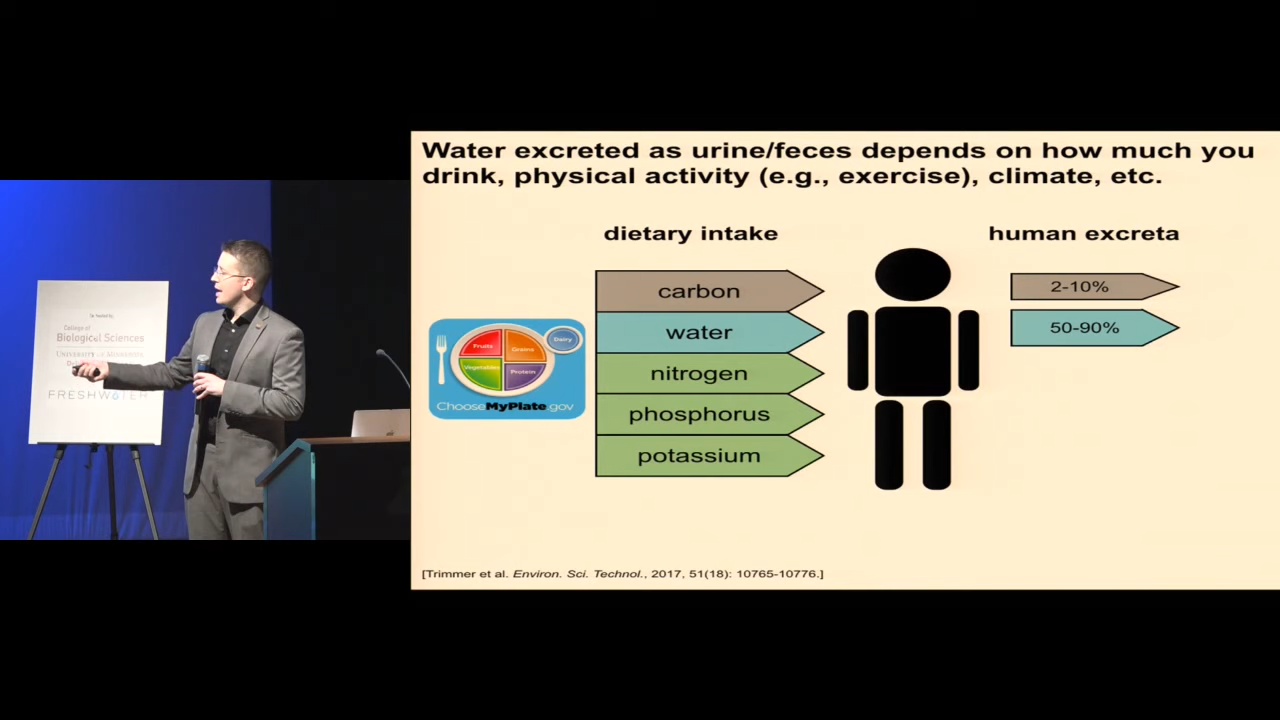 Water excreted as urine/feces depends on how much you
drink, physical activity (e.g., exercise), climate, etc.
dietary intake
human excreta
carbon
2-10%
water
50-90%
nitrogen
phosphorus
potassium
Fruits
Grains
Dairy
Vegetables
Protein
ChooseMyPlate.gov
[Trimmer et al. Environ. Sci. Technol., 2017, 51(18): 10765-10776.]
College of
Biological Sciences
University of Minnesota
FRESHWATER